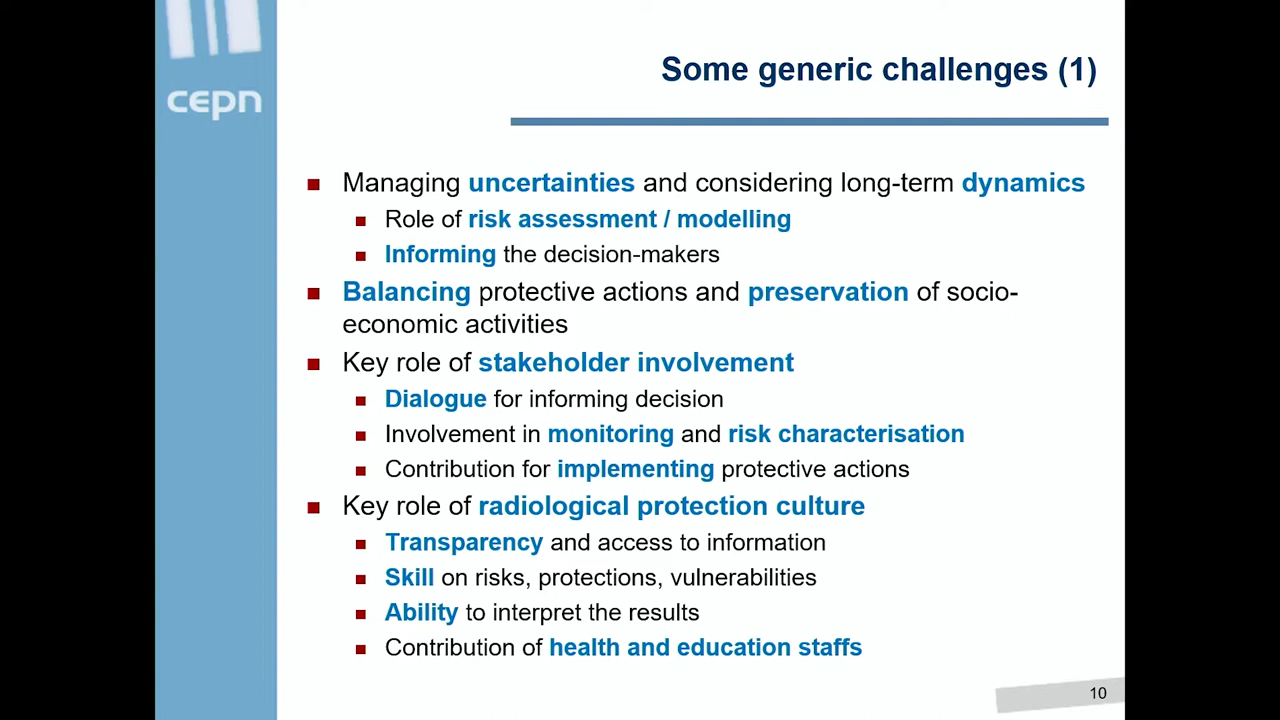 cepn
Some generic challenges (1)
Managing uncertainties and considering long-term dynamics
Role of risk assessment / modelling
Informing the decision-makers
Balancing protective actions and preservation of socio-
economic activities
Key role of stakeholder involvement
Dialogue for informing decision
Involvement in monitoring and risk characterisation
Contribution for implementing protective actions
Key role of radiological protection culture
Transparency and access to information
Skill on risks, protections, vulnerabilities
Ability to interpret the results
Contribution of health and education staffs
10